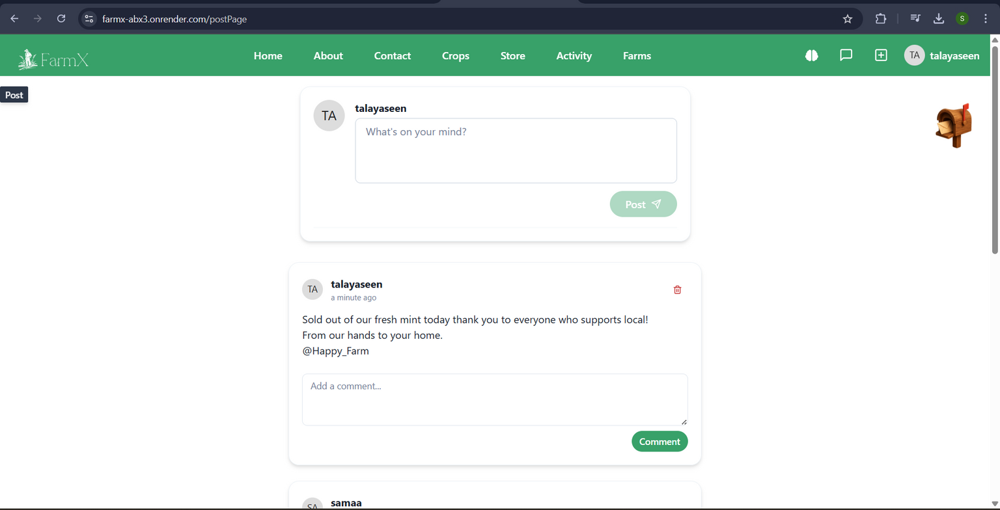 farmx-abx3.onrender.com/postPage
S
FarmX
Home
About
Contact
Crops
Store
Activity
Farms
TA
talayaseen
Post
TA
talayaseen
What's on your mind?
Post
TA
talayaseen
a minute ago
Sold out of our fresh mint today thank you to everyone who supports local!
From our hands to your home.
@Happy_Farm
Add a comment...
Comment
SA
samaa